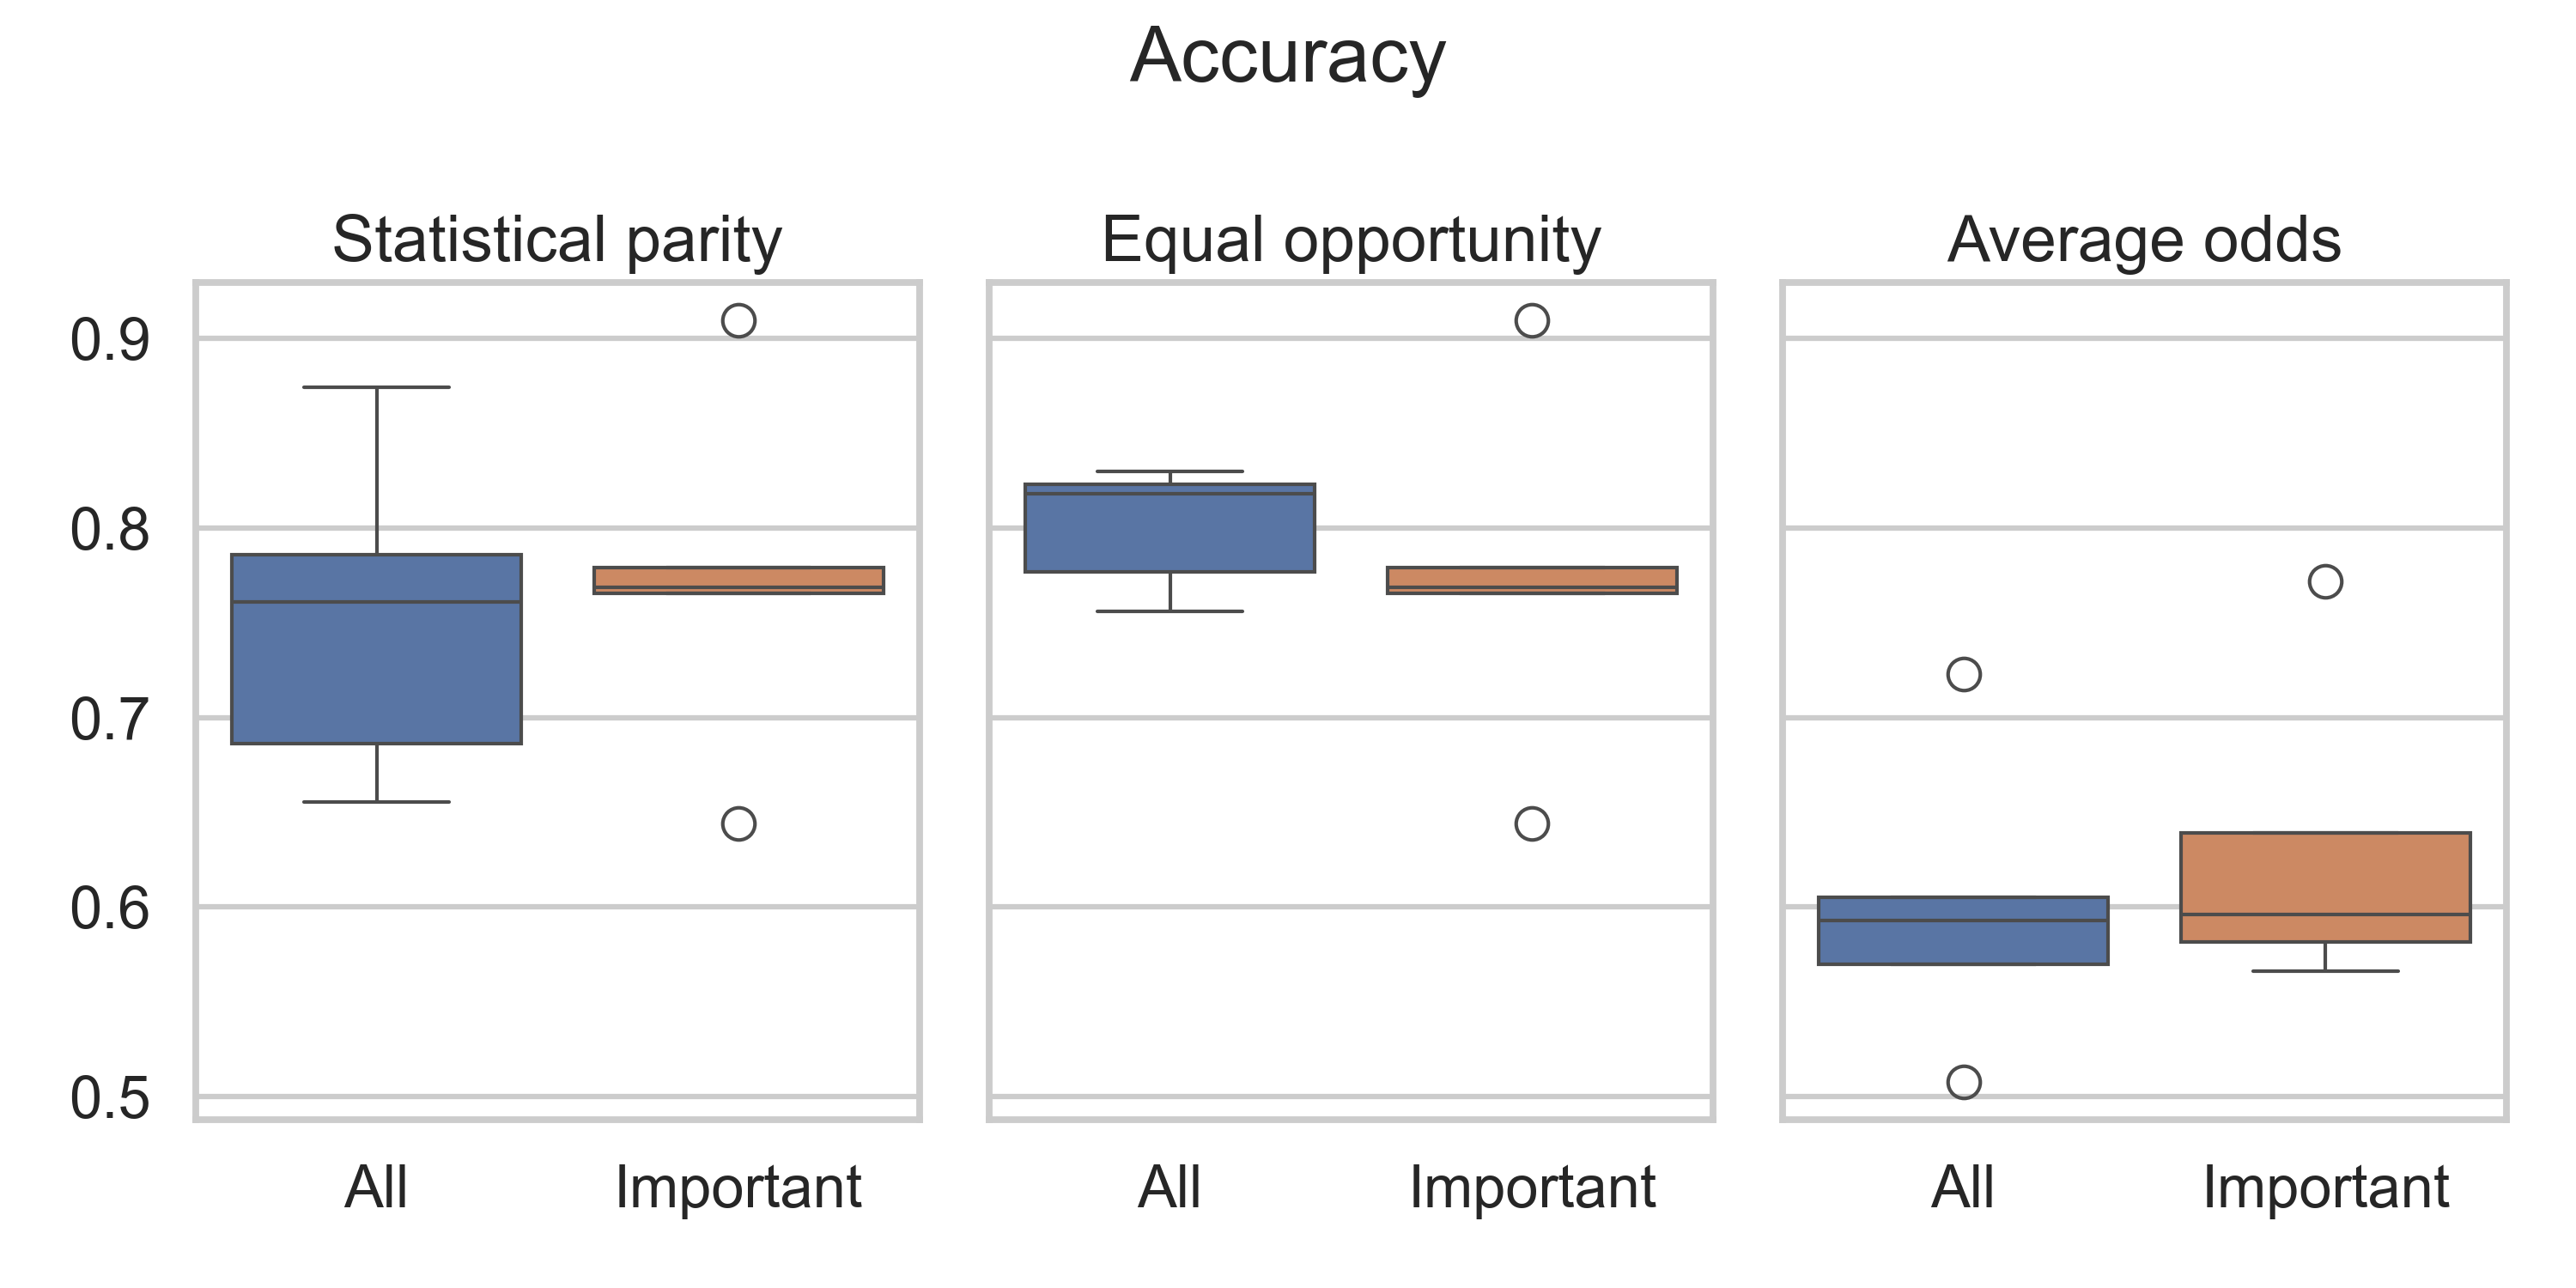 Accuracy
Statistical parity
Equal opportunity
Average odds
0.9
0.8
0.7
0.6
0.5
All
Important
All
Important
All
Important